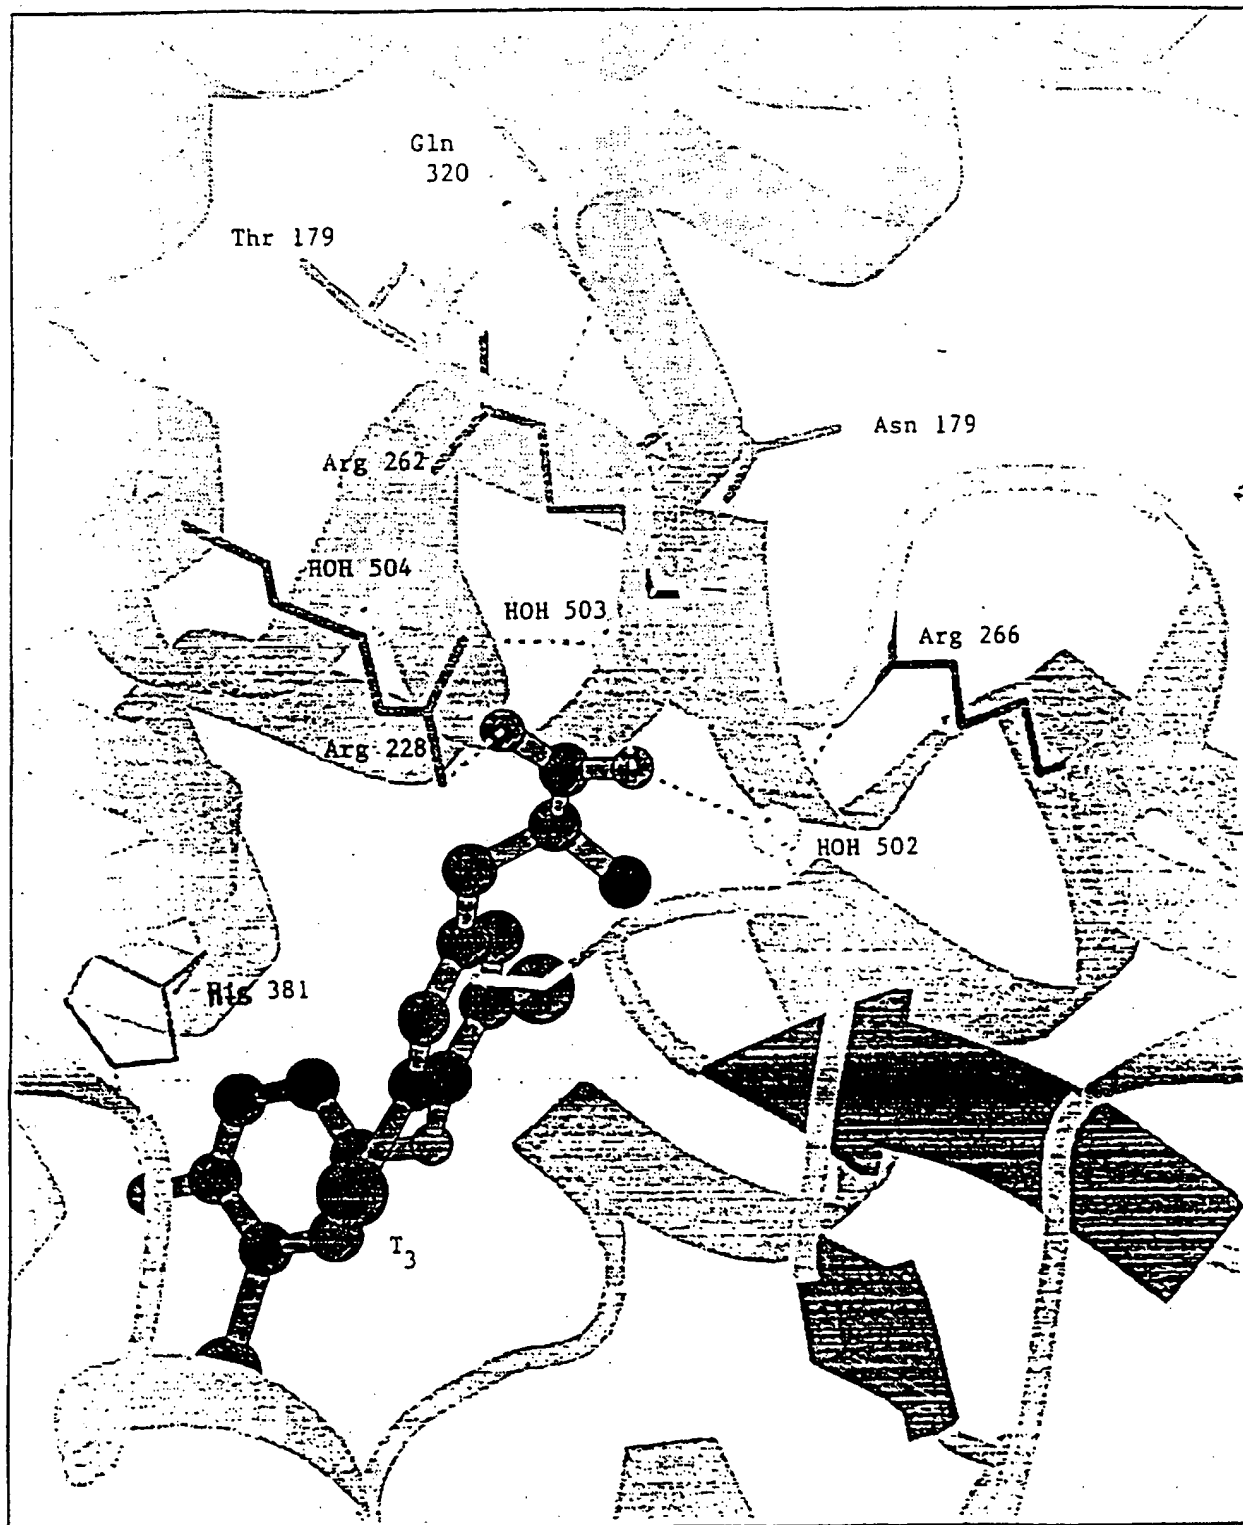 Gln
320
Thr 179
Asn 179
Arg 262
HOH 504
HOH 503
Arg 266
Arg 228
HOH 502
His 381
T3